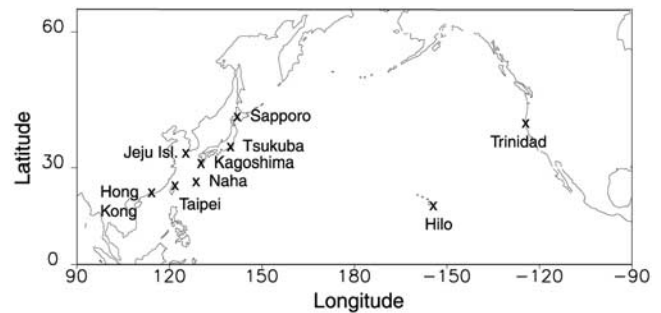 60
Latitude
30
0
x Sapporo
Jeju Isl. x
x Tsukuba
x Kagoshima
x Naha
Hong
Kong
x
x
Taipei
x
Hilo
x
Trinidad
90
120
150
180
−150
−120
−90
Longitude